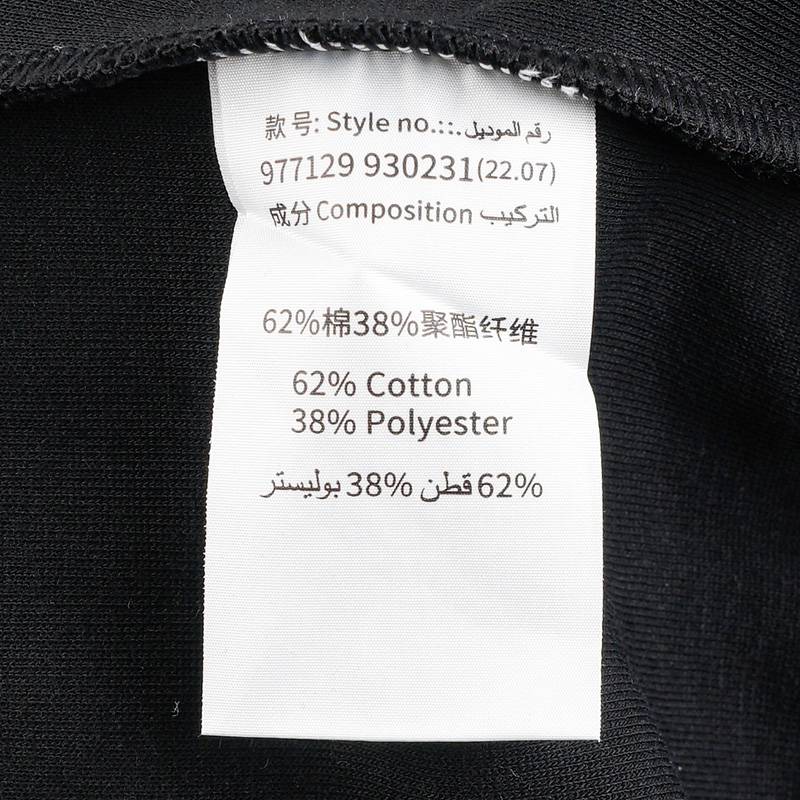 款号: Style no.::. رقم الموديل
977129 930231(22.07)
成分 Composition التركيب
62%棉38%聚酯纤维
62% Cotton
38% Polyester
62% قطن 38% بوليستر